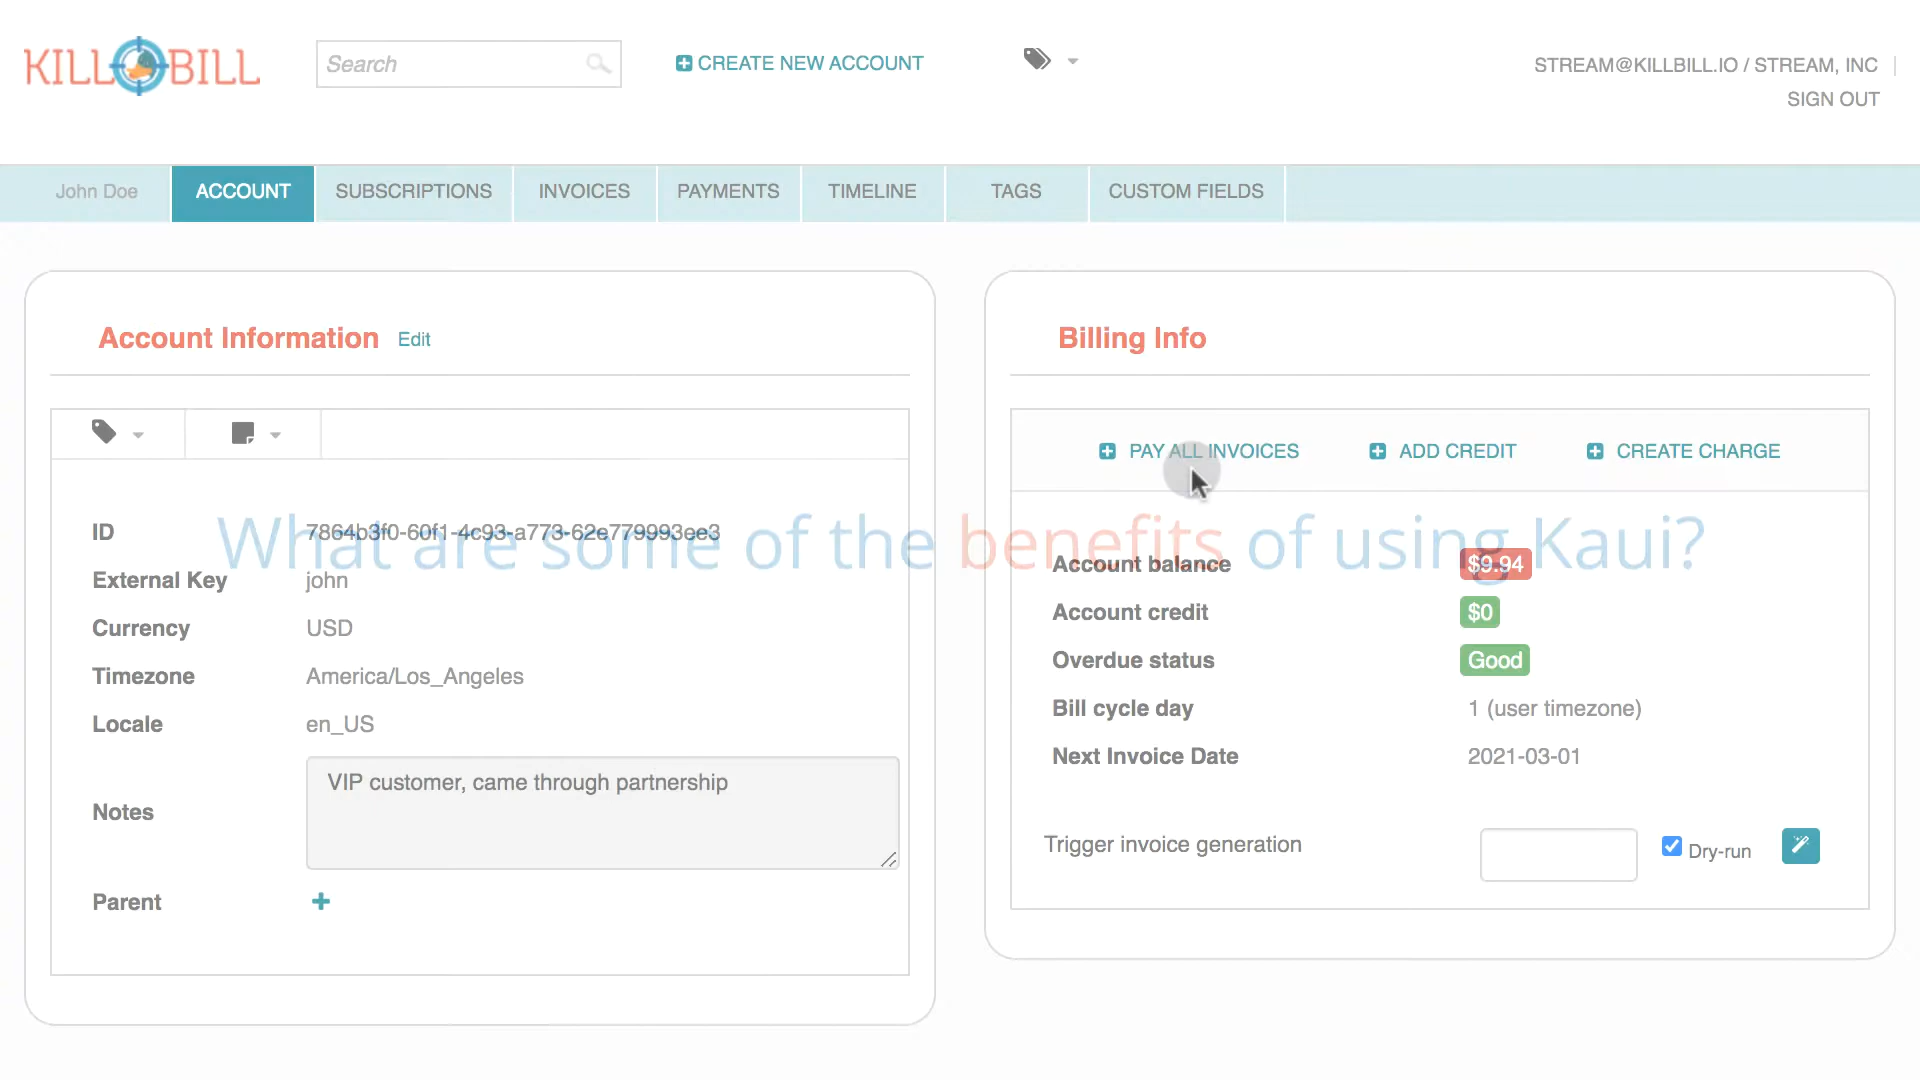 KILL BILL
Search
CREATE NEW ACCOUNT
STREAM@KILLBILL.IO / STREAM, INC
SIGN OUT
John Doe
ACCOUNT
SUBSCRIPTIONS
INVOICES
PAYMENTS
TIMELINE
TAGS
CUSTOM FIELDS
Account Information Edit
ID 7864b3f0-60f1-4c93-a773-62e779993ee3
External Key john
Currency USD
Timezone America/Los_Angeles
Locale en_US
Notes VIP customer, came through partnership
Parent
What are some of the benefits of using Kaui?
Billing Info
PAY ALL INVOICES
ADD CREDIT
CREATE CHARGE
Account balance $9.94
Account credit $0
Overdue status Good
Bill cycle day 1 (user timezone)
Next Invoice Date 2021-03-01
Trigger invoice generation Dry-run